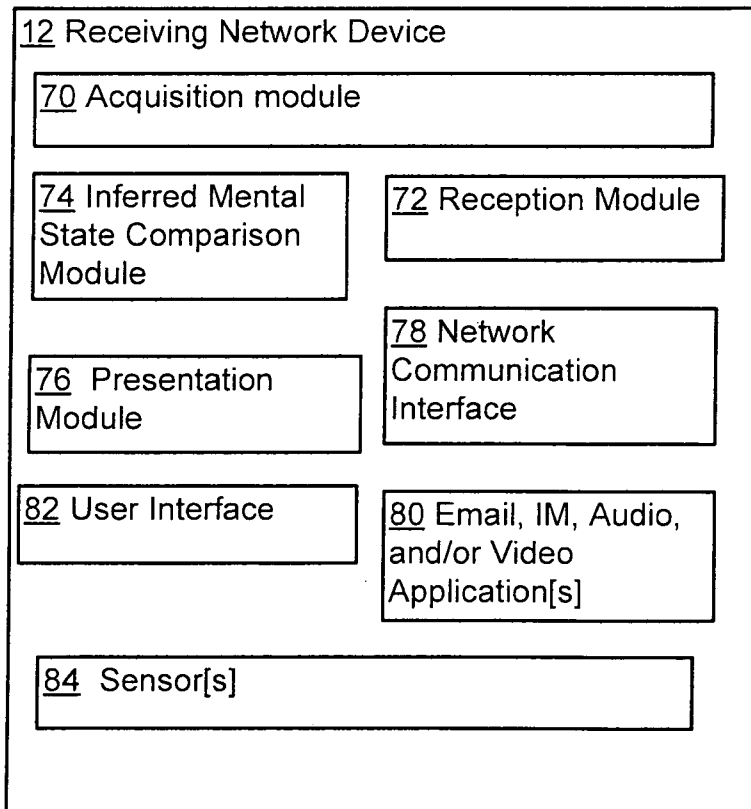 12 Receiving Network Device
70 Acquisition module
74 Inferred Mental
State Comparison
Module
72 Reception Module
76 Presentation
Module
78 Network
Communication
Interface
82 User Interface
80 Email, IM, Audio,
and/or Video
Application[s]
84 Sensor[s]